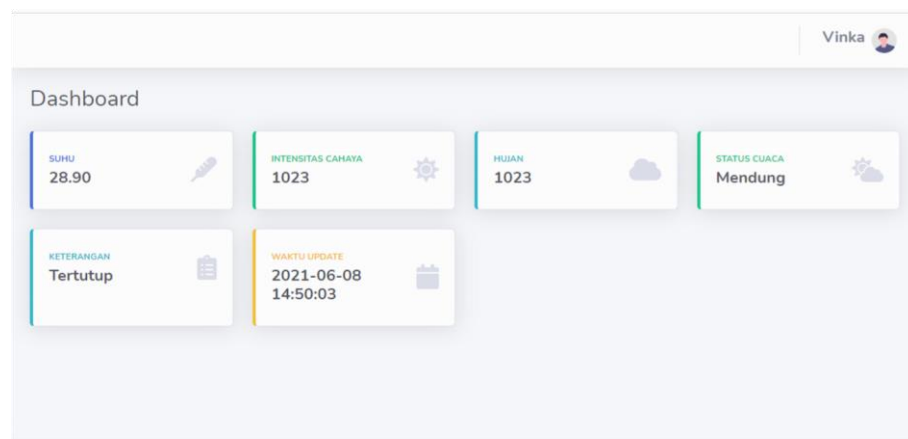 Vinka
Dashboard
SUHU
28.90
INTENSITAS CAHAYA
1023
HUJAN
1023
STATUS CUACA
Mendung
KETERANGAN
Tertutup
WAKTU UPDATE
2021-06-08
14:50:03